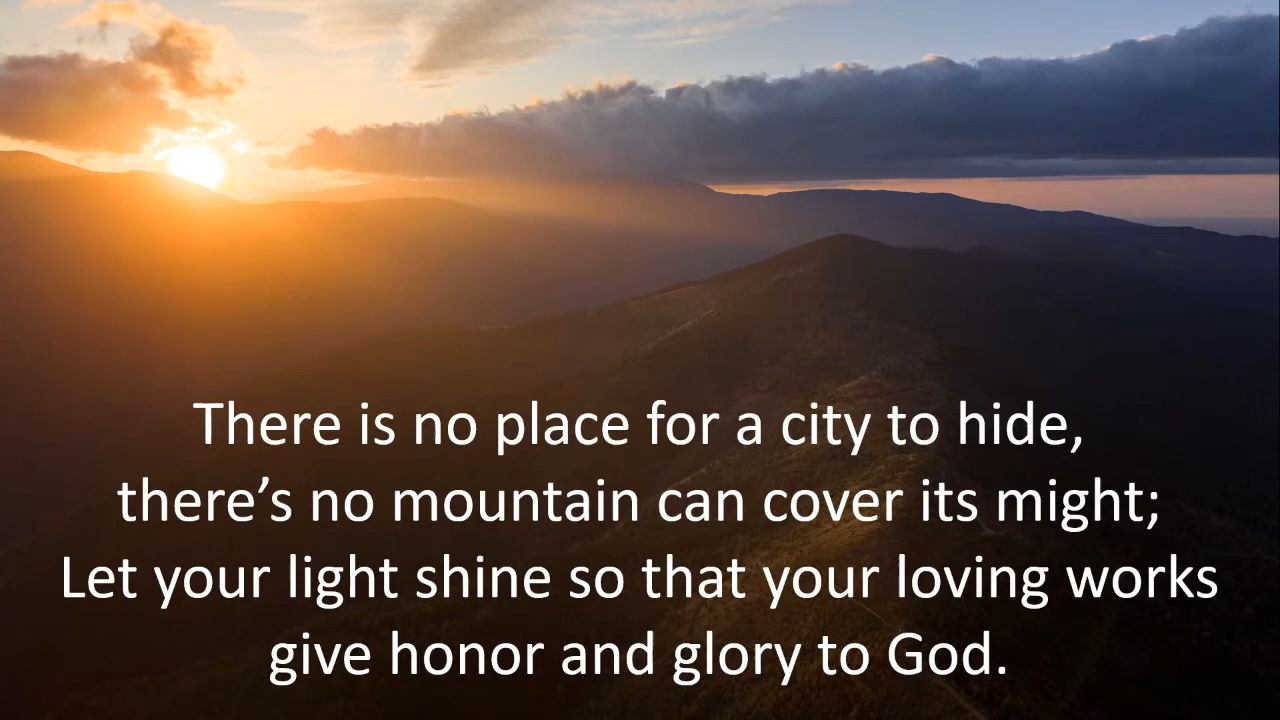 There is no place for a city to hide,
there’s no mountain can cover its might;
Let your light shine so that your loving works
give honor and glory to God.